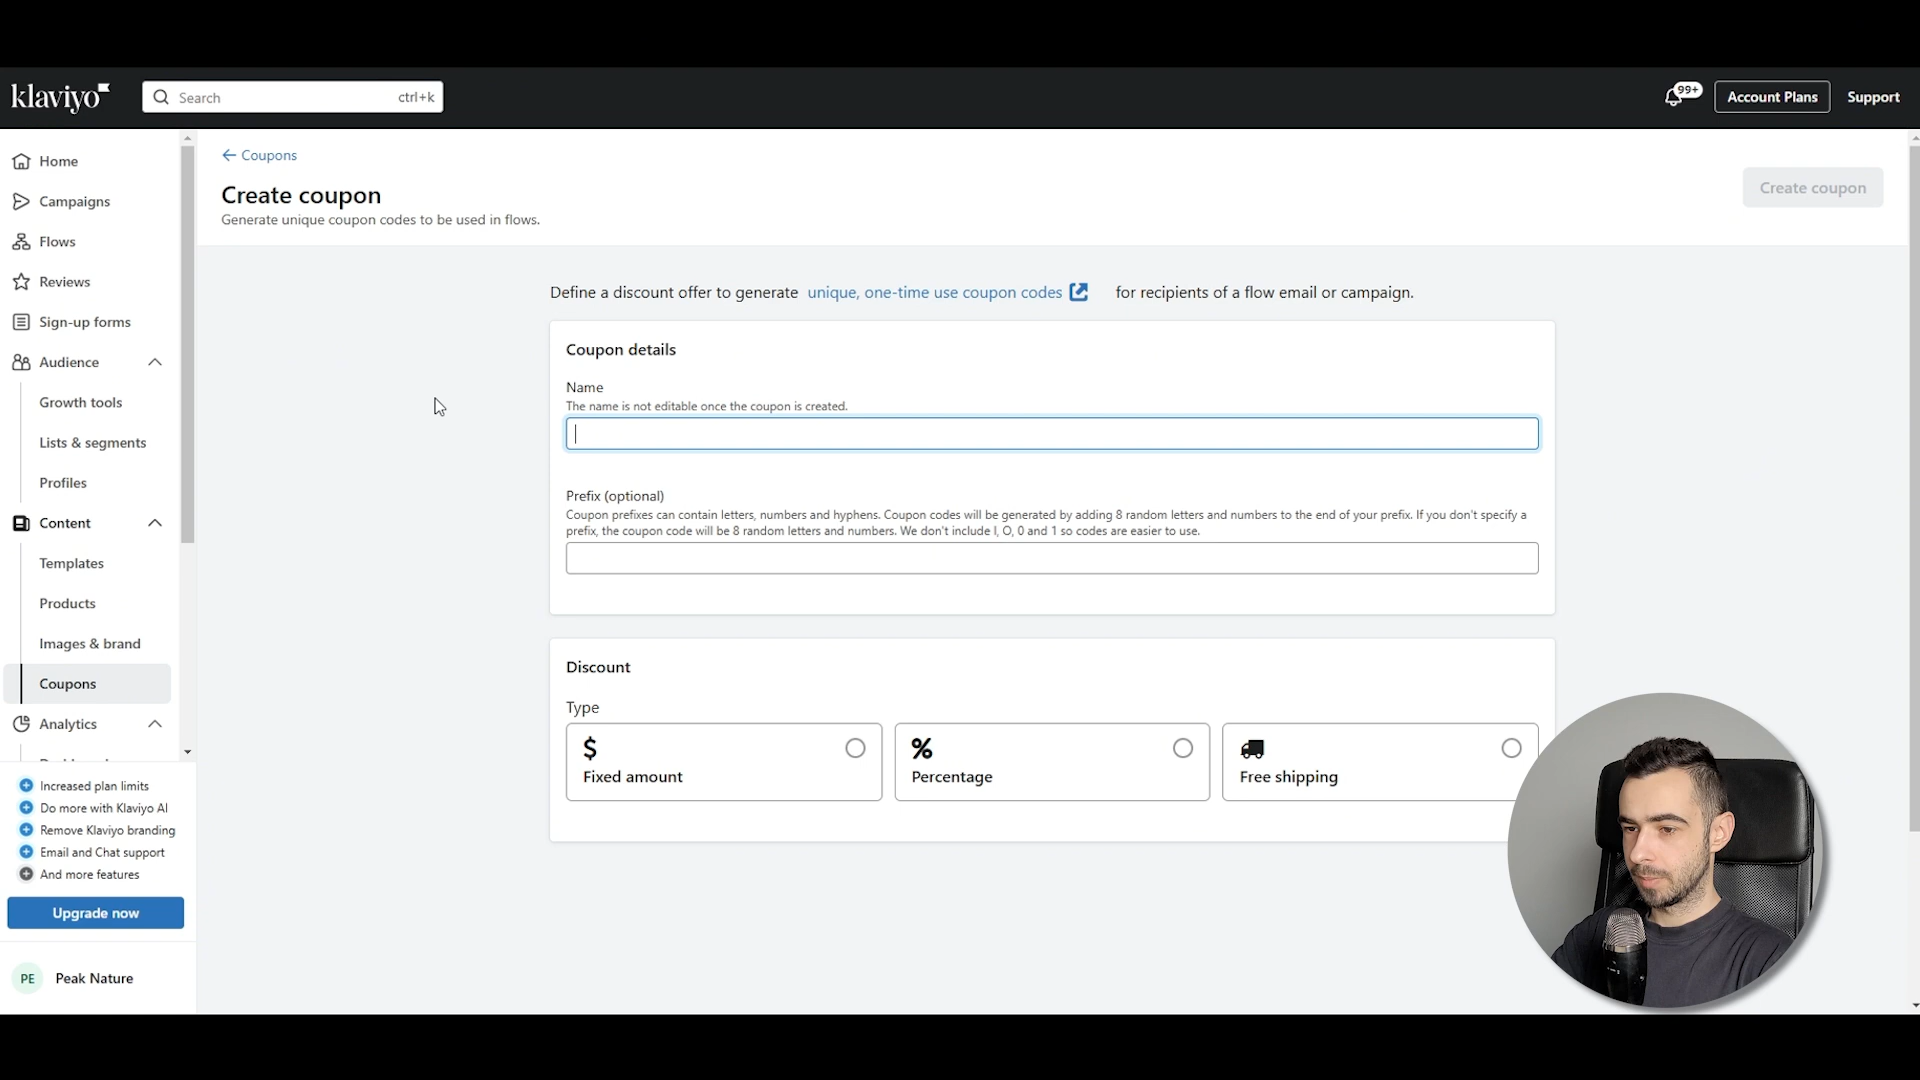 klaviyo
Search ctrl+k
99+
Account Plans
Support
Home
Campaigns
Flows
Reviews
Sign-up forms
Audience
Growth tools
Lists & segments
Profiles
Content
Templates
Products
Images & brand
Coupons
Analytics
Increased plan limits
Do more with Klaviyo AI
Remove Klaviyo branding
Email and Chat support
And more features
Upgrade now
PE Peak Nature
Coupons
Create coupon
Generate unique coupon codes to be used in flows.
Create coupon
Define a discount offer to generate unique, one-time use coupon codes for recipients of a flow email or campaign.
Coupon details
Name
The name is not editable once the coupon is created.
Prefix (optional)
Coupon prefixes can contain letters, numbers and hyphens. Coupon codes will be generated by adding 8 random letters and numbers to the end of your prefix. If you don't specify a
prefix, the coupon code will be 8 random letters and numbers. We don't include I, O, 0 and 1 so codes are easier to use.
Discount
Type
$
Fixed amount
%
Percentage
Free shipping